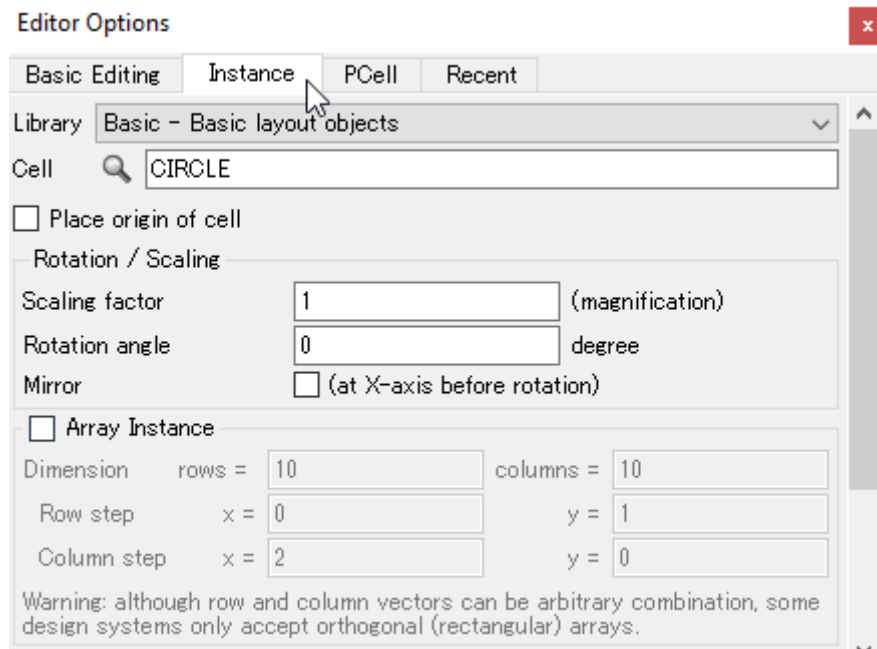 Editor Options
x
Basic Editing Instance PCell Recent
Library Basic - Basic layout objects
Cell CIRCLE
Place origin of cell
Rotation / Scaling
Scaling factor 1 (magnification)
Rotation angle 0 degree
Mirror (at X-axis before rotation)
Array Instance
Dimension rows = 10 columns = 10
Row step x = 0 y = 1
Column step x = 2 y = 0
Warning: although row and column vectors can be arbitrary combination, some
design systems only accept orthogonal (rectangular) arrays.